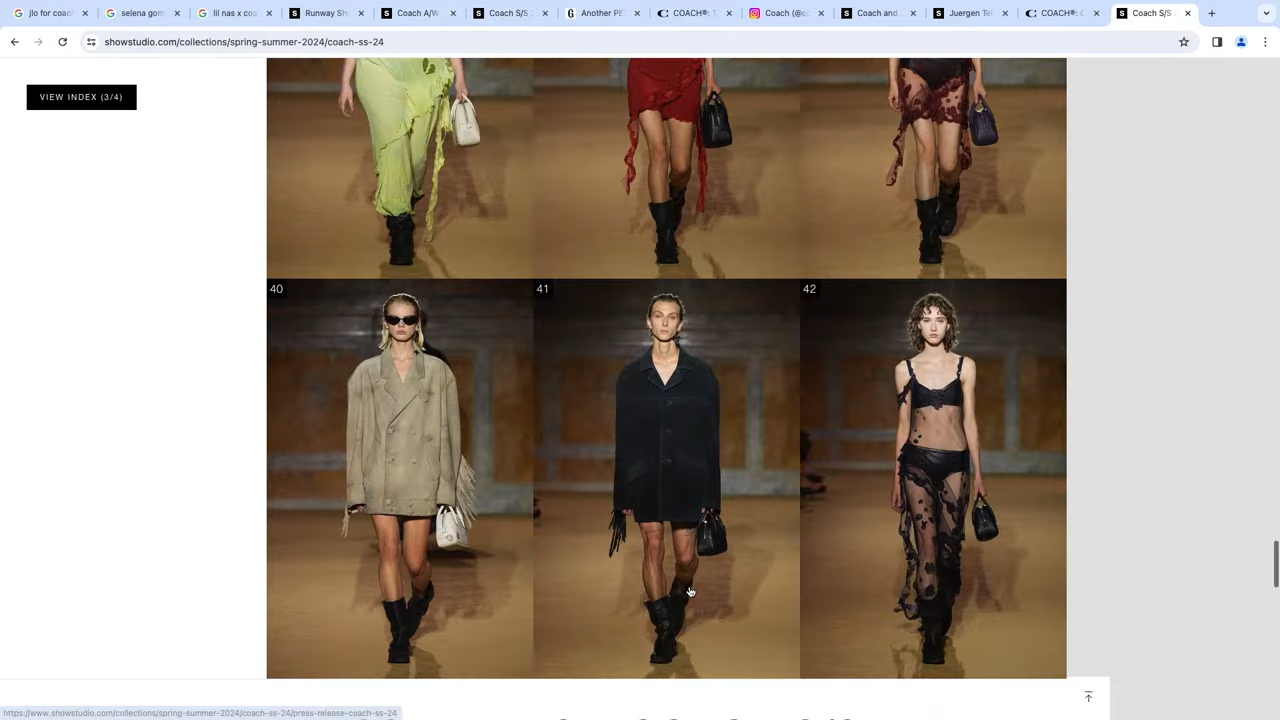 jlo for coac
selena gom
lil nas x co
Runway Sh
Coach A/W
Coach S/S
Another PE
COACH®: T
Coach (@c
Coach and
Juergen Te
COACH®: 
Coach S/S
showstudio.com/collections/spring-summer-2024/coach-ss-24
VIEW INDEX (3/4)
40
41
42
https://www.showstudio.com/collections/spring-summer-2024/coach-ss-24/press-release-coach-ss-24